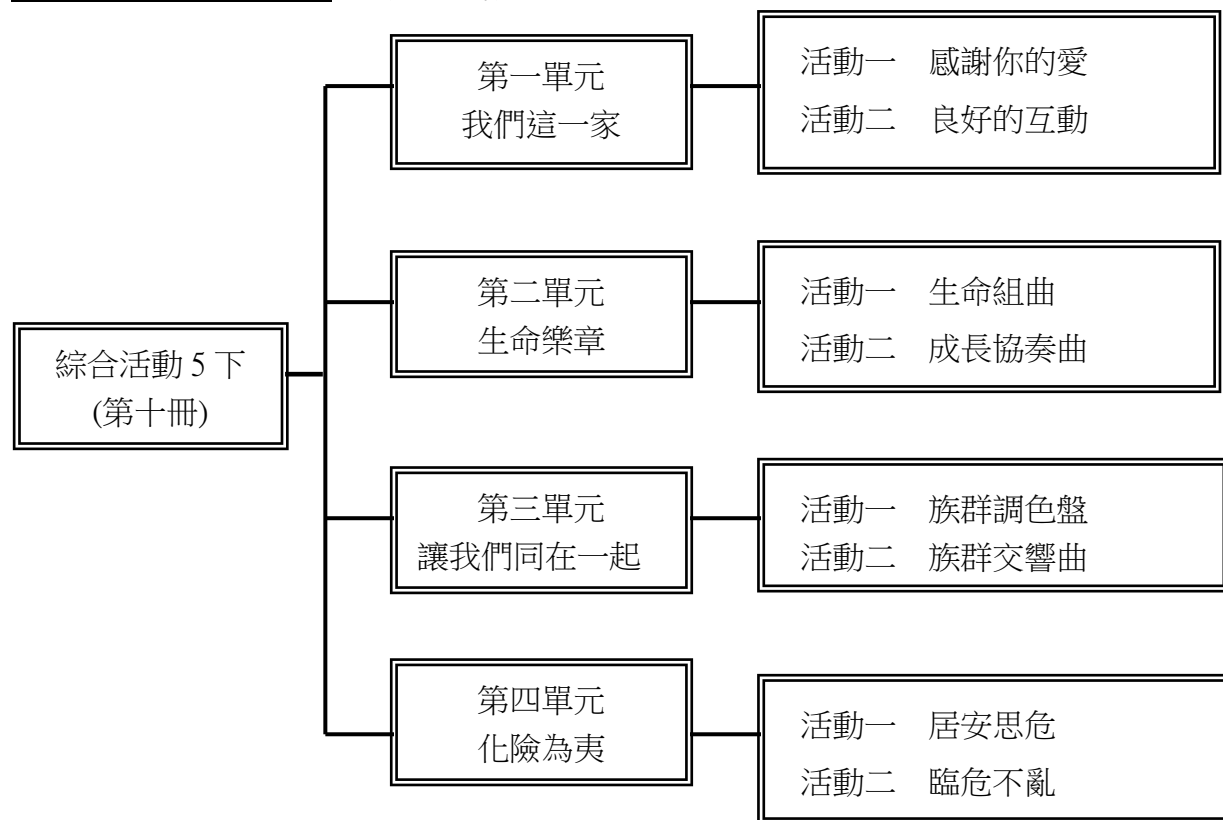 綜合活動 5 下
(第十冊)
第一單元
我們這一家
活動一　感謝你的愛
活動二　良好的互動
第二單元
生命樂章
活動一　生命組曲
活動二　成長協奏曲
第三單元
讓我們同在一起
活動一　族群調色盤
活動二　族群交響曲
第四單元
化險為夷
活動一　居安思危
活動二　臨危不亂